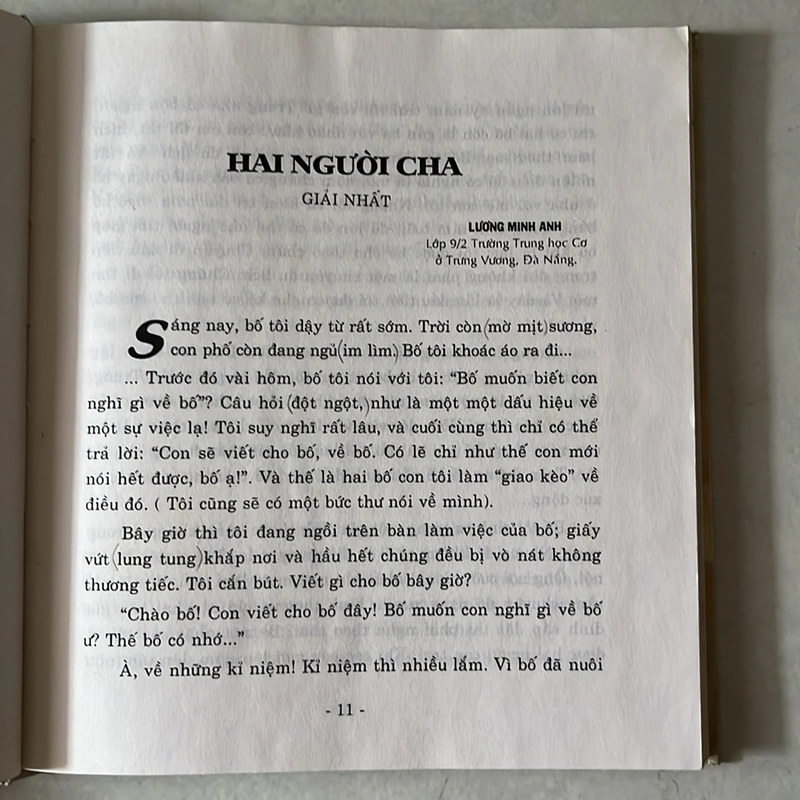 HAI NGƯỜI CHA
GIẢI NHẤT
LƯƠNG MINH ANH
Lớp 9/2 Trường Trung học Cơ
ở Trưng Vương, Đà Nẵng.
Sáng nay, bố tôi dậy từ rất sớm. Trời còn (mờ mịt) sương,
con phố còn đang ngủ (im lìm.) Bố tôi khoác áo ra đi...
... Trước đó vài hôm, bố tôi nói với tôi: “Bố muốn biết con
nghĩ gì về bố”? Câu hỏi (đột ngột,) như là một một dấu hiệu về
một sự việc lạ! Tôi suy nghĩ rất lâu, và cuối cùng thì chỉ có thể
trả lời: “Con sẽ viết cho bố, về bố. Có lẽ chỉ như thế con mới
nói hết được, bố ạ!”. Và thế là hai bố con tôi làm “giao kèo” về
điều đó. ( Tôi cũng sẽ có một bức thư nói về mình).
Bây giờ thì tôi đang ngồi trên bàn làm việc của bố; giấy
vứt (lung tung) khắp nơi và hầu hết chúng đều bị vò nát không
thương tiếc. Tôi cắn bút. Viết gì cho bố bây giờ?
“Chào bố! Con viết cho bố đây! Bố muốn con nghĩ gì về bố
ư? Thế bố có nhớ...”
À, về những kỉ niệm! Kỉ niệm thì nhiều lắm. Vì bố đã nuôi
- 11 -